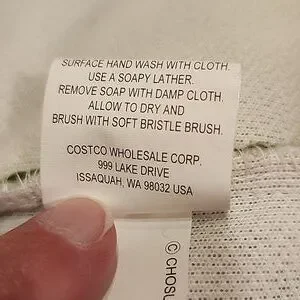 SURFACE HAND WASH WITH CLOTH.
USE A SOAPY LATHER.
REMOVE SOAP WITH DAMP CLOTH.
ALLOW TO DRY AND
BRUSH WITH SOFT BRISTLE BRUSH.
COSTCO WHOLESALE CORP.
999 LAKE DRIVE
ISSAQUAH, WA 98032 USA
©